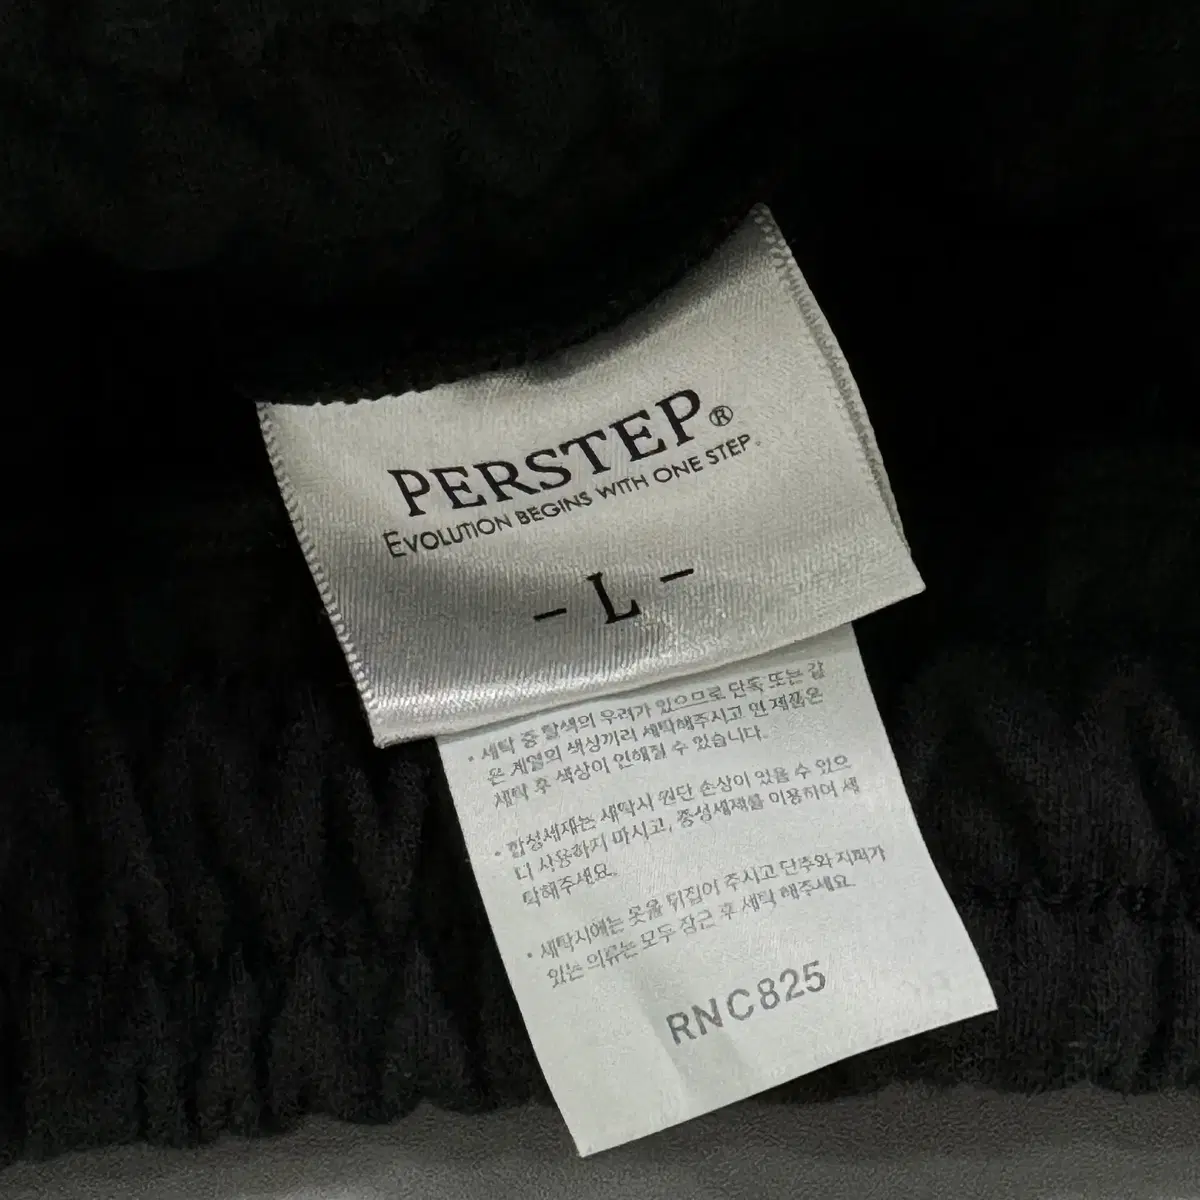 PERSTEP®
EVOLUTION BEGINS WITH ONE STEP.
- L -
• 세탁 중 탈색의 우려가 있으므로 단독 또는 같
은 계열의 색상끼리 세탁해주시고 면 제품은
세탁 후 색상이 인해질 수 있습니다.
• 합성세재는 세탁시 원단 손상이 있을 수 있으
니 사용하지 마시고, 중성세재를 이용하여 세
탁해주세요.
• 세탁시에는 옷을 뒤집어 주시고 단추와 지퍼가
있는 의류는 모두 잠근 후 세탁 해주세요.
RNC825